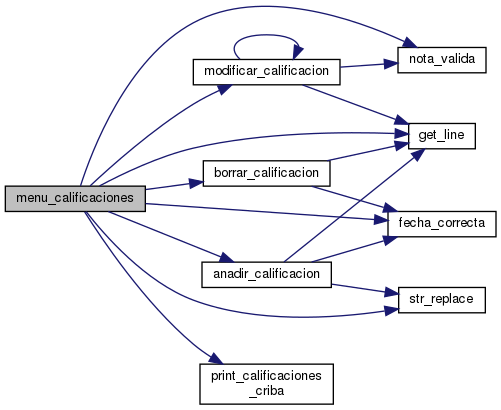 nota_valida
modificar_calificacion
get_line
borrar_calificacion
menu_calificaciones
fecha_correcta
anadir_calificacion
str_replace
print_calificaciones
_criba